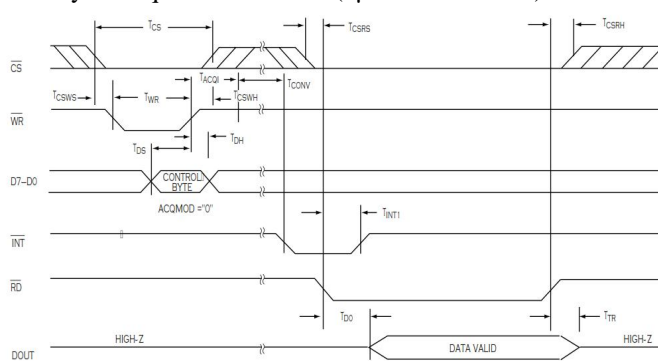 T_CS T_CSRS T_CSRH
CS
T_CSWS T_WR T_ACQI T_CSWH T_CONV
WR
T_DS T_DH
D7–D0 CONTROL
BYTE
ACQMOD ="0"
T_INT1
INT
RD
T_D0 T_TR
HIGH-Z HIGH-Z
DOUT DATA VALID